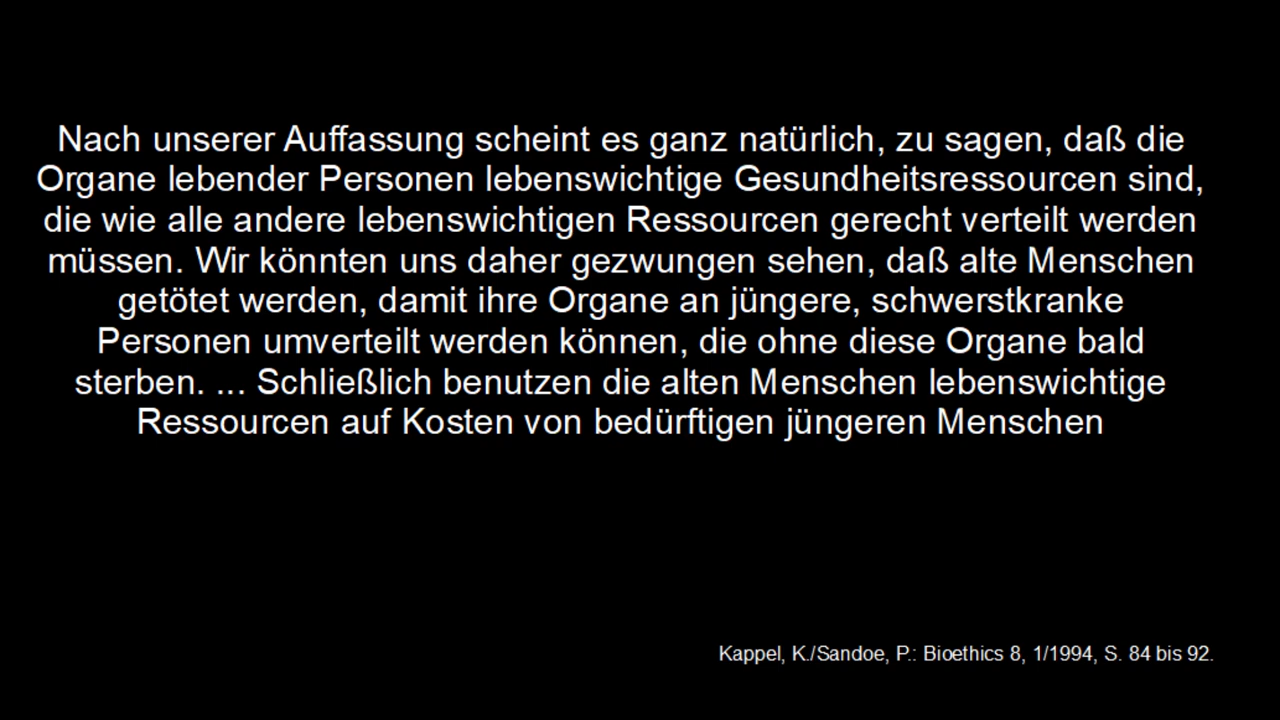 Nach unserer Auffassung scheint es ganz natürlich, zu sagen, daß die
Organe lebender Personen lebenswichtige Gesundheitsressourcen sind,
die wie alle andere lebenswichtigen Ressourcen gerecht verteilt werden
müssen. Wir könnten uns daher gezwungen sehen, daß alte Menschen
getötet werden, damit ihre Organe an jüngere, schwerstkranke
Personen umverteilt werden können, die ohne diese Organe bald
sterben. ... Schließlich benutzen die alten Menschen lebenswichtige
Ressourcen auf Kosten von bedürftigen jüngeren Menschen
Kappel, K./Sandoe, P.: Bioethics 8, 1/1994, S. 84 bis 92.